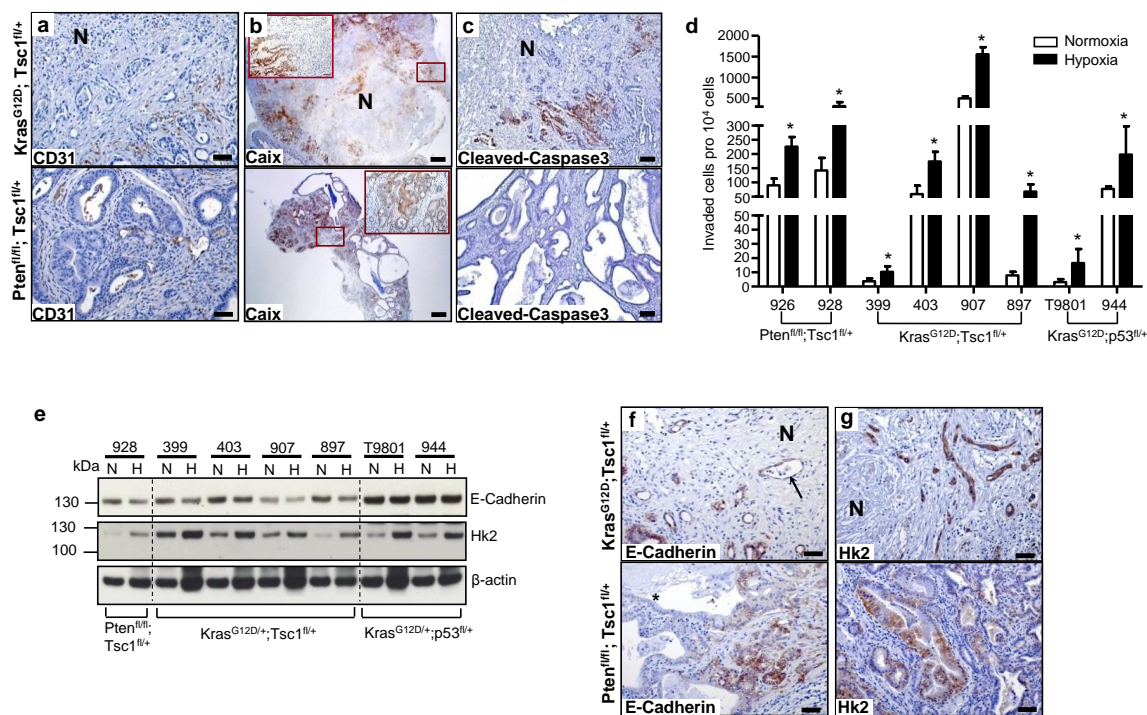 a
b
c
Kras^G12D; Tsc1^fl/+
N
CD31
N
Caix
N
Cleaved-Caspase3
Pten^fl/fl; Tsc1^fl/+
CD31
Caix
Cleaved-Caspase3
d
Normoxia
Hypoxia
Invaded cells pro 10^4 cells
2000
1500
1000
500
300
250
200
150
100
50
40
30
20
10
0
* * * * * * * *
926 928 399 403 907 897 T9801 944
Pten^fl/fl;Tsc1^fl/+ Kras^G12D;Tsc1^fl/+ Kras^G12D;p53^fl/+
e
928 399 403 907 897 T9801 944
kDa N H N H N H N H N H N H N H
130 E-Cadherin
130 Hk2
100
β-actin
Pten^fl/fl;
Tsc1^fl/+
Kras^G12D/+;Tsc1^fl/+
Kras^G12D/+;p53^fl/+
f
g
Kras^G12D;Tsc1^fl/+
N
E-Cadherin
N
Hk2
Pten^fl/fl; Tsc1^fl/+
*
E-Cadherin
Hk2